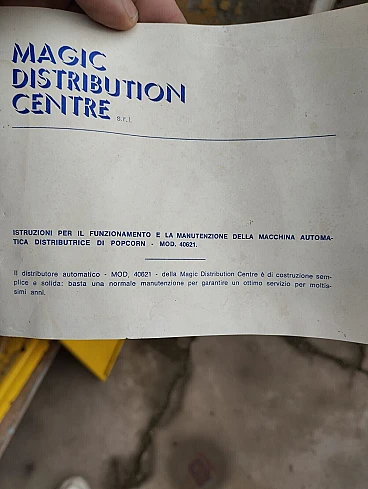 MAGIC
DISTRIBUTION
CENTRE s.r.l.
ISTRUZIONI PER IL FUNZIONAMENTO E LA MANUTENZIONE DELLA MACCHINA AUTOMA-
TICA DISTRIBUTRICE DI POPCORN - MOD. 40621.
Il distributore automatico - MOD. 40621 - della Magic Distribution Centre è di costruzione sem-
plice e solida: basta una normale manutenzione per garantire un ottimo servizio per moltis-
simi anni.